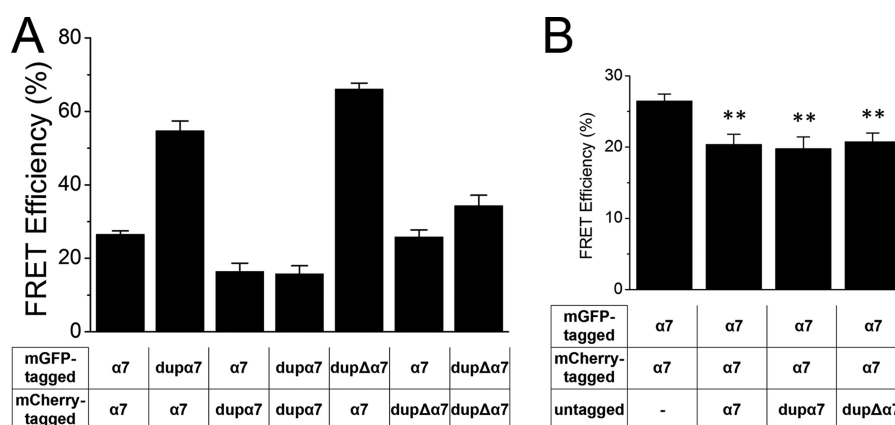 A
FRET Efficiency (%)
80
60
40
20
0
mGFP-
tagged
α7
dupα7
α7
dupα7
dupΔα7
α7
dupΔα7
mCherry-
tagged
α7
α7
dupα7
dupα7
α7
dupΔα7
dupΔα7
B
FRET Efficiency (%)
30
20
10
0
**
**
**
mGFP-
tagged
α7
α7
α7
α7
mCherry-
tagged
α7
α7
α7
α7
untagged
-
α7
dupα7
dupΔα7